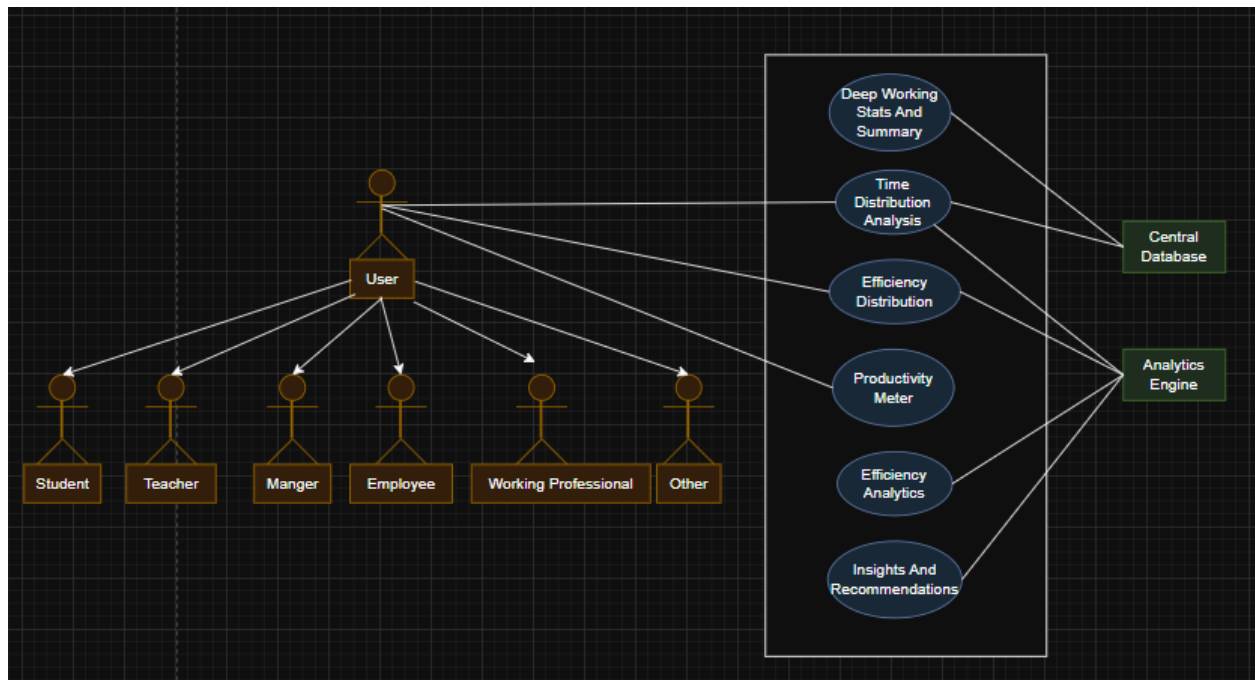 Deep Working
Stats And
Summary
Time
Distribution
Analysis
Central
Database
User
Efficiency
Distribution
Analytics
Engine
Productivity
Meter
Student
Teacher
Manger
Employee
Working Professional
Other
Efficiency
Analytics
Insights And
Recommendations